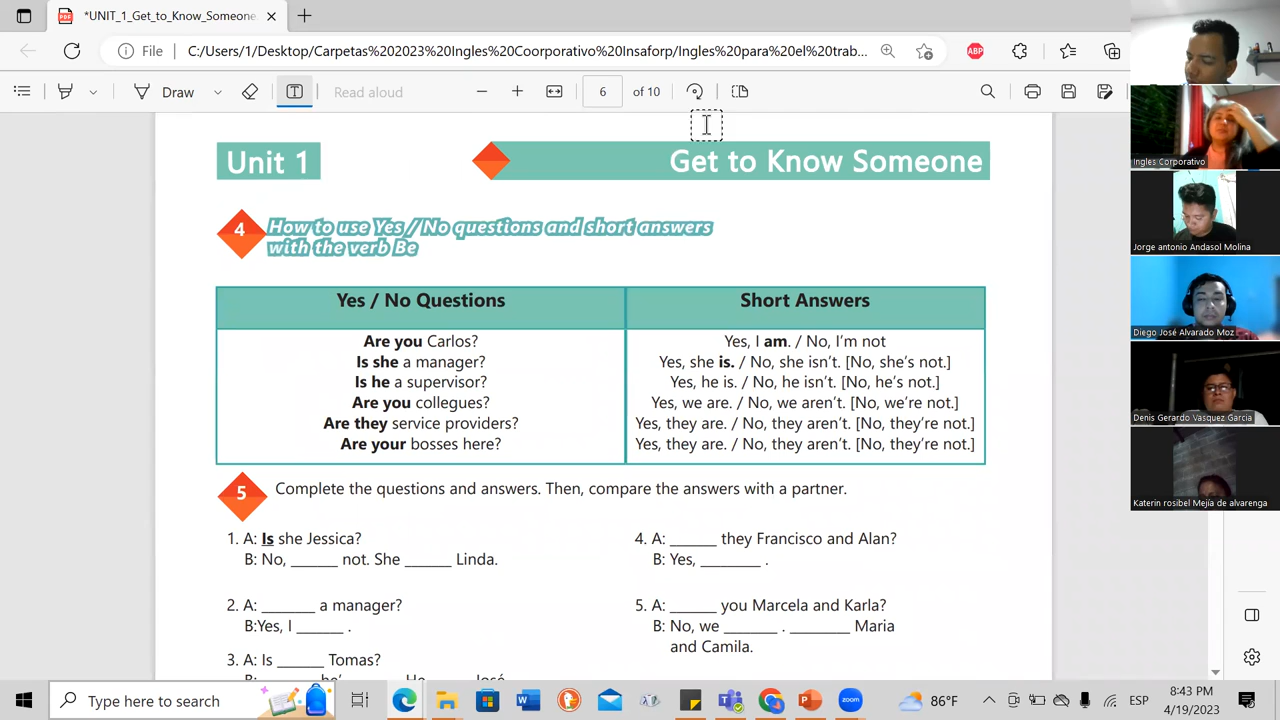 *UNIT_1_Get_to_Know_Someone.
File
C:/Users/1/Desktop/Carpetas%202023%20Ingles%20Coorporativo%20Insaforp/Ingles%20para%20el%20trab...
ABP
Draw
Read aloud
6 of 10
Unit 1
Get to Know Someone
4 How to use Yes / No questions and short answers
with the verb Be
Yes / No Questions Short Answers
Are you Carlos? Yes, I am. / No, I'm not
Is she a manager? Yes, she is. / No, she isn't. [No, she's not.]
Is he a supervisor? Yes, he is. / No, he isn't. [No, he's not.]
Are you collegues? Yes, we are. / No, we aren't. [No, we're not.]
Are they service providers? Yes, they are. / No, they aren't. [No, they're not.]
Are your bosses here? Yes, they are. / No, they aren't. [No, they're not.]
5 Complete the questions and answers. Then, compare the answers with a partner.
1. A: Is she Jessica?
B: No, ______ not. She ______ Linda.
2. A: _______ a manager?
B:Yes, I ______ .
3. A: Is ______ Tomas?
4. A: ______ they Francisco and Alan?
B: Yes, ________ .
5. A: ______ you Marcela and Karla?
B: No, we _______ . ________ Maria
and Camila.
Ingles Corporativo
Jorge antonio Andasol Molina
Diego José Alvarado Moz
Denis Gerardo Vasquez Garcia
Katerin rosibel Mejía de alvarenga
Type here to search
86°F
ESP
8:43 PM
4/19/2023